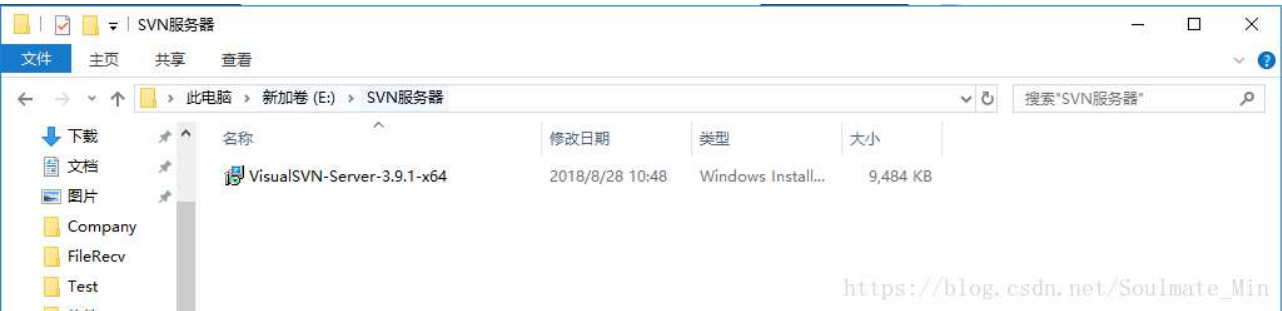 SVN服务器
文件 主页 共享 查看
此电脑 › 新加卷 (E:) › SVN服务器 搜索"SVN服务器"
下载 名称 修改日期 类型 大小
文档 VisualSVN-Server-3.9.1-x64 2018/8/28 10:48 Windows Install... 9,484 KB
图片
Company
FileRecv
Test
https://blog.csdn.net/Soulmate_Min